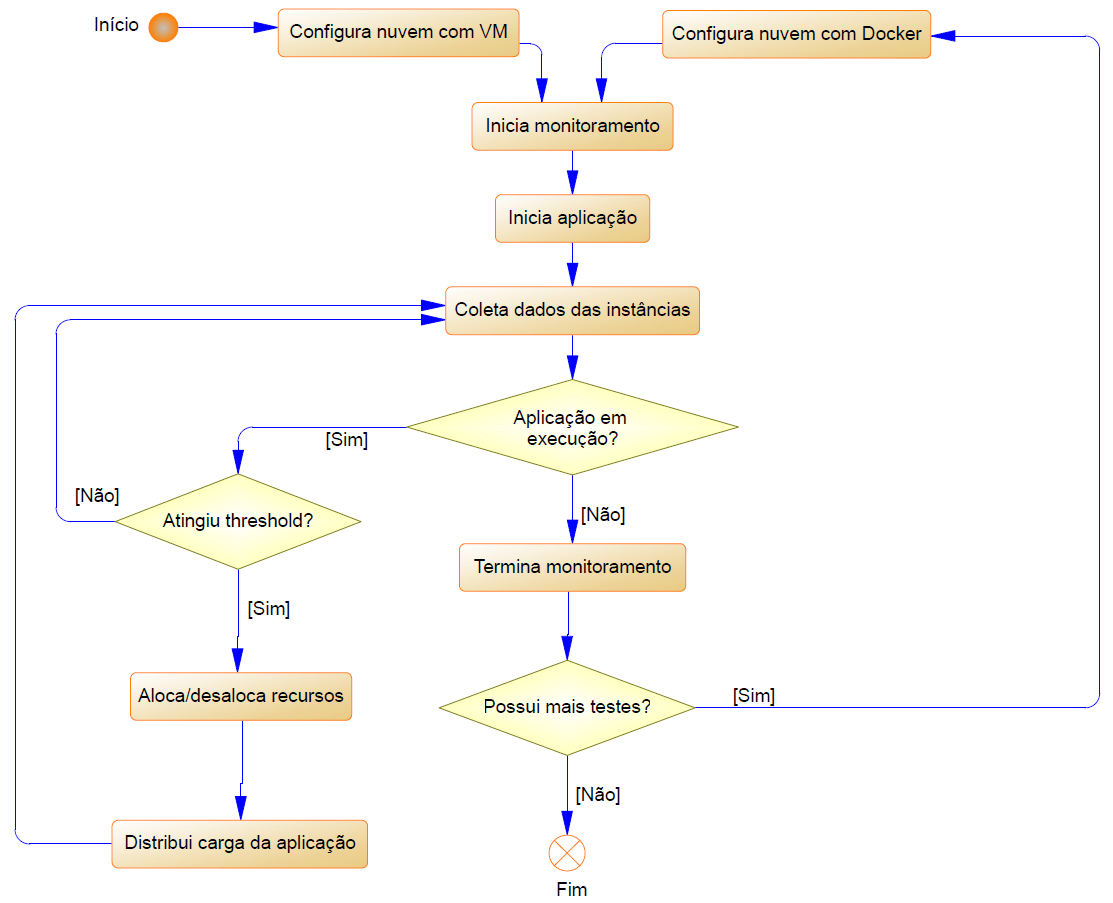 Início
Configura nuvem com VM
Configura nuvem com Docker
Inicia monitoramento
Inicia aplicação
Coleta dados das instâncias
Aplicação em
execução?
[Sim]
[Não]
Atingiu threshold?
[Não]
Termina monitoramento
[Sim]
Aloca/desaloca recursos
[Sim]
Possui mais testes?
[Não]
Distribui carga da aplicação
Fim